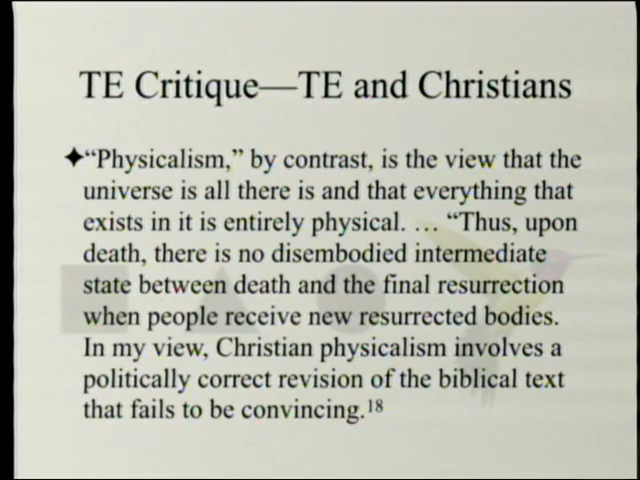 TE Critique—TE and Christians
✦“Physicalism,” by contrast, is the view that the
universe is all there is and that everything that
exists in it is entirely physical. … “Thus, upon
death, there is no disembodied intermediate
state between death and the final resurrection
when people receive new resurrected bodies.
In my view, Christian physicalism involves a
politically correct revision of the biblical text
that fails to be convincing.¹⁸